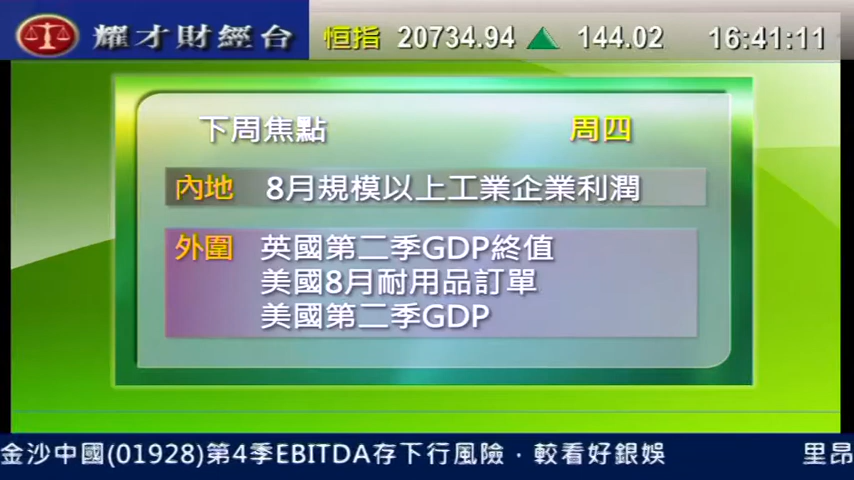 耀才財經台 恒指 20734.94 144.02 16:41:11
下周焦點 周四
內地 8月規模以上工業企業利潤
外圍 英國第二季GDP終值
美國8月耐用品訂單
美國第二季GDP
金沙中國(01928)第4季EBITDA存下行風險，較看好銀娛 里昂